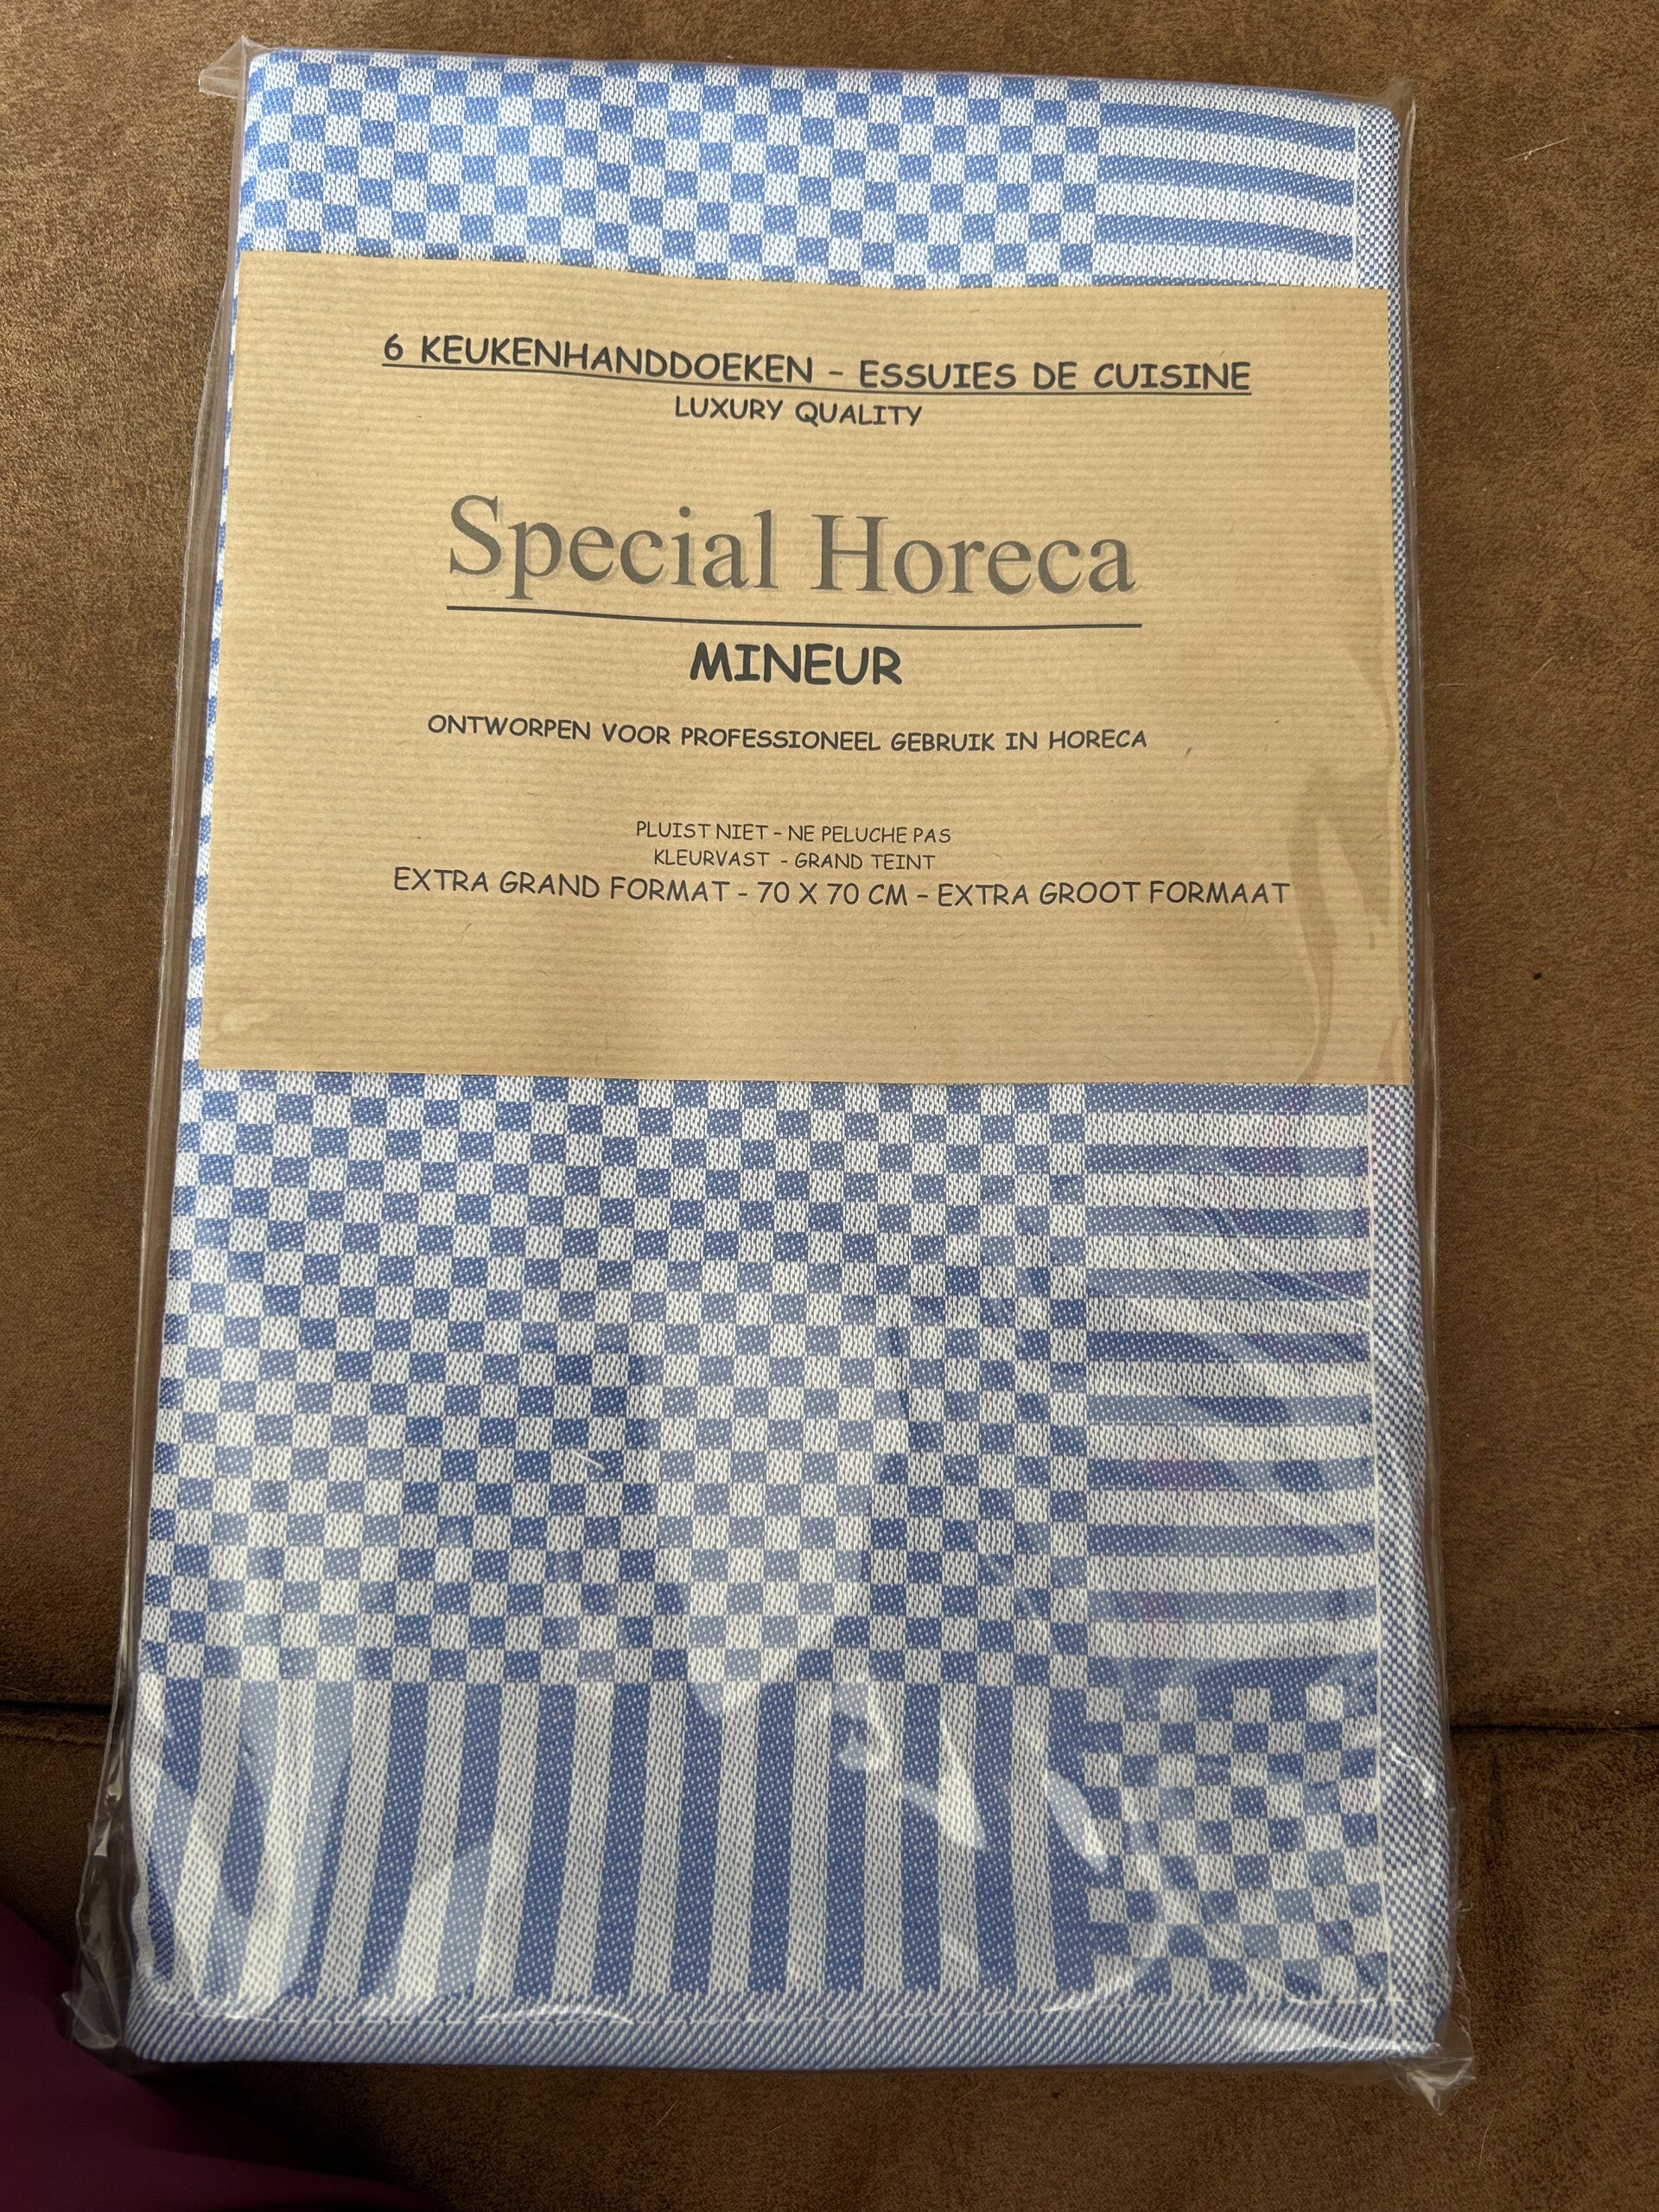 6 KEUKENHANDDOEKEN - ESSUIES DE CUISINE
LUXURY QUALITY
Special Horeca
MINEUR
ONTWORPEN VOOR PROFESSIONEEL GEBRUIK IN HORECA
PLUIST NIET - NE PELUCHE PAS
KLEURVAST - GRAND TEINT
EXTRA GRAND FORMAT - 70 X 70 CM - EXTRA GROOT FORMAAT